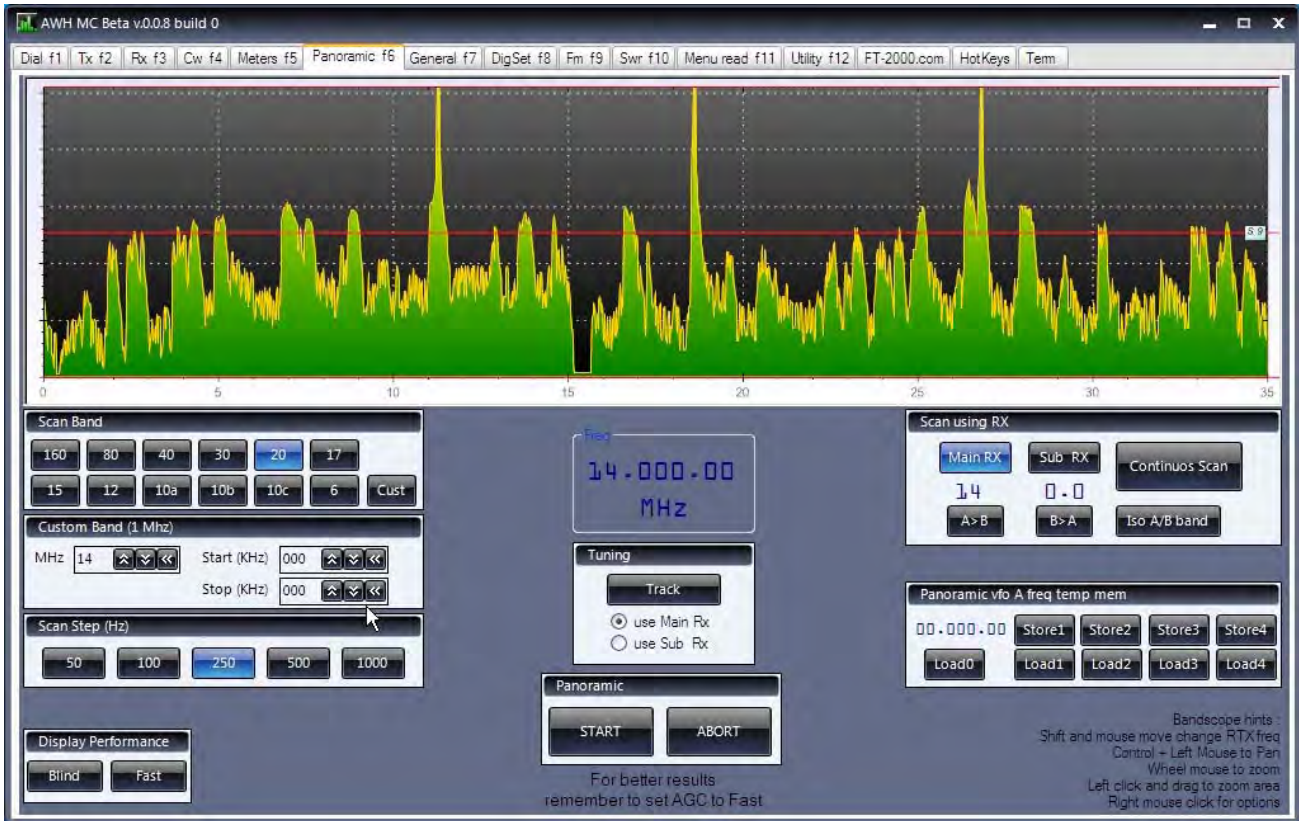 AWH MC Beta v.0.0.8 build 0
Dial f1 Tx f2 Rx f3 Cw f4 Meters f5 Panoramic f6 General f7 DigSet f8 Fm f9 Swr f10 Menu read f11 Utility f12 FT-2000.com HotKeys Term
S 9
0 5 10 15 20 25 30 35
Scan Band
160 80 40 30 20 17
15 12 10a 10b 10c 6 Cust
Custom Band (1 Mhz)
MHz 14 Start (KHz) 000
Stop (KHz) 000
Scan Step (Hz)
50 100 250 500 1000
Display Performance
Blind Fast
Freq
14.000.00
MHz
Tuning
Track
use Main Rx
use Sub Rx
Panoramic
START ABORT
For better results
remember to set AGC to Fast
Scan using RX
Main RX Sub RX Continuos Scan
14 0.0
A>B B>A Iso A/B band
Panoramic vfo A freq temp mem
00.000.00 Store1 Store2 Store3 Store4
Load0 Load1 Load2 Load3 Load4
Bandscope hints :
Shift and mouse move change RTX freq
Control + Left Mouse to Pan
Wheel mouse to zoom
Left click and drag to zoom area
Right mouse click for options